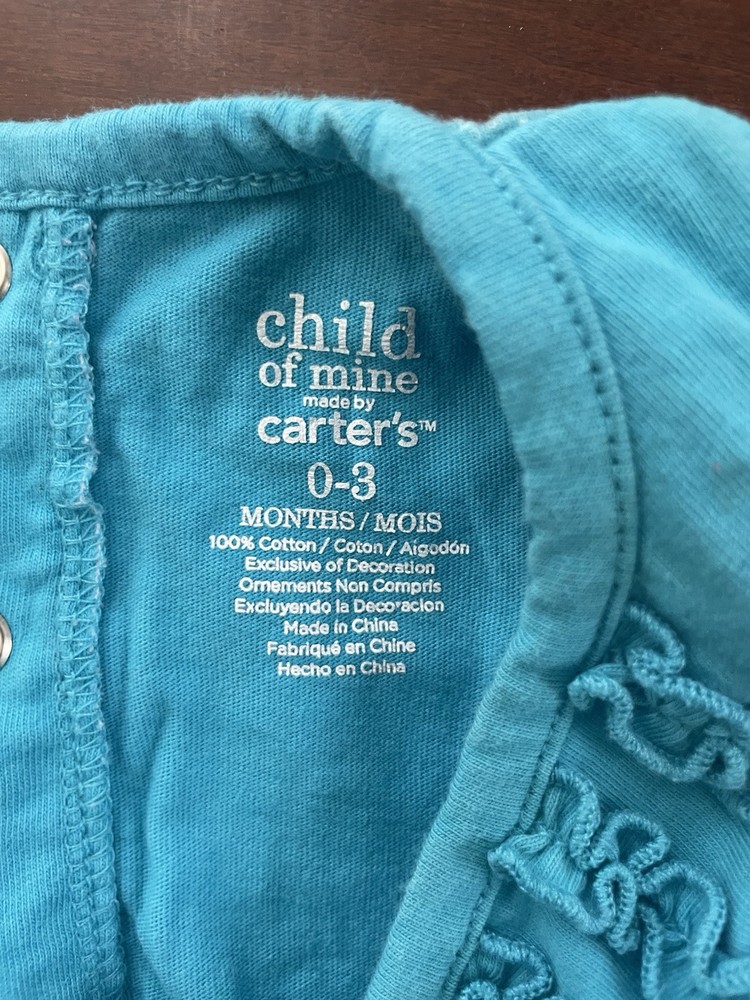 child
of mine
made by
carter's™
0-3
MONTHS / MOIS
100% Cotton / Coton / Algodón
Exclusive of Decoration
Ornements Non Compris
Excluyendo la Decoracion
Made in China
Fabriqué en Chine
Hecho en China